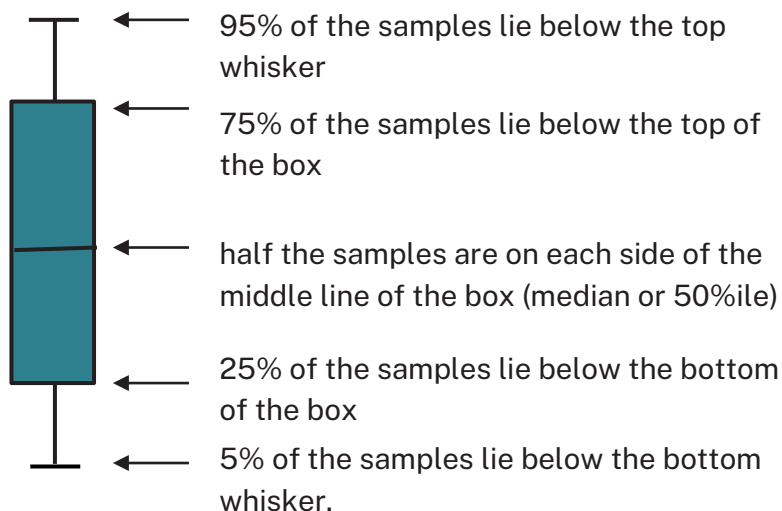 95% of the samples lie below the top
whisker
75% of the samples lie below the top of
the box
half the samples are on each side of the
middle line of the box (median or 50%ile)
25% of the samples lie below the bottom
of the box
5% of the samples lie below the bottom
whisker.